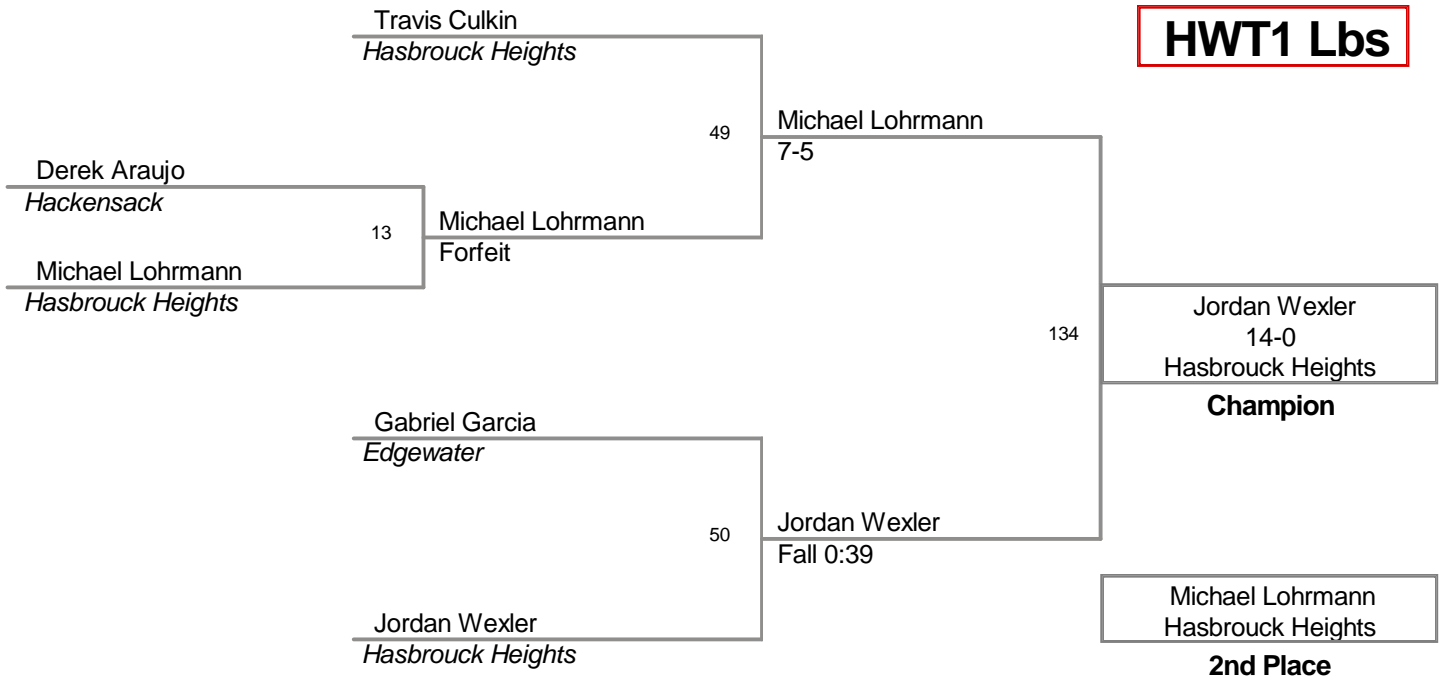 Travis Culkin
Hasbrouck Heights
HWT1 Lbs
49
Michael Lohrmann
7-5
Derek Araujo
Hackensack
13
Michael Lohrmann
Forfeit
Michael Lohrmann
Hasbrouck Heights
134
Jordan Wexler
14-0
Hasbrouck Heights
Champion
Gabriel Garcia
Edgewater
50
Jordan Wexler
Fall 0:39
Jordan Wexler
Hasbrouck Heights
Michael Lohrmann
Hasbrouck Heights
2nd Place